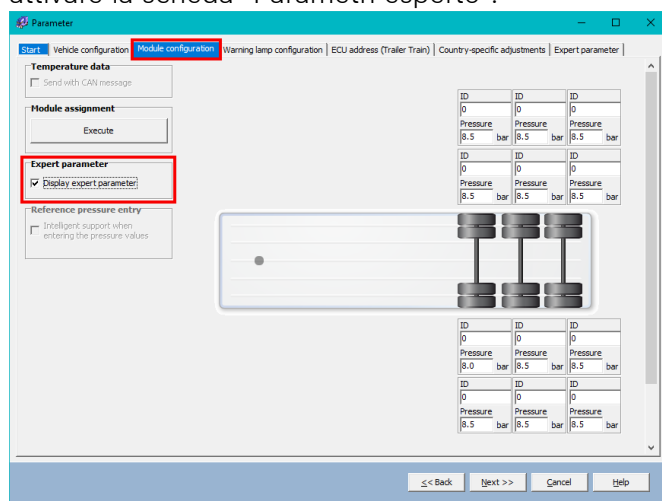 attivare la scheda "Parametri esperto".
Parameter
Start Vehicle configuration Module configuration Warning lamp configuration ECU address (Trailer Train) Country-specific adjustments Expert parameter
Temperature data
Send with CAN message
Module assignment
Execute
Expert parameter
Display expert parameter
Reference pressure entry
Intelligent support when
entering the pressure values
ID ID ID
0 0 0
Pressure Pressure Pressure
8.5 bar 8.5 bar 8.5 bar
ID ID ID
0 0 0
Pressure Pressure Pressure
8.5 bar 8.5 bar 8.5 bar
ID ID ID
0 0 0
Pressure Pressure Pressure
8.0 bar 8.5 bar 8.5 bar
ID ID ID
0 0 0
Pressure Pressure Pressure
8.5 bar 8.5 bar 8.5 bar
<< Back Next >> Cancel Help